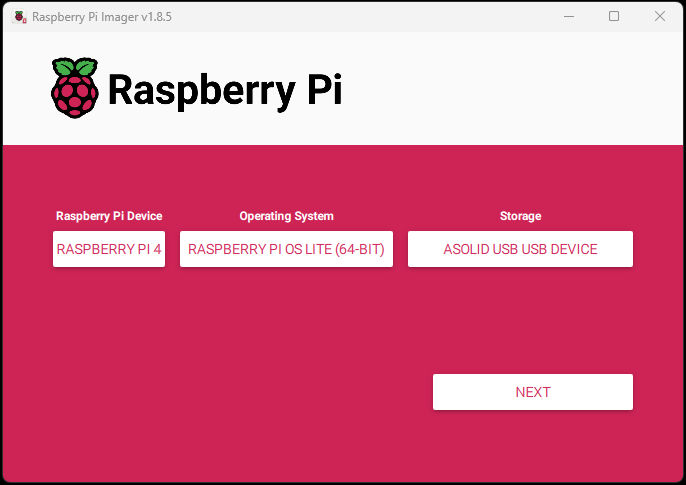 Raspberry Pi Imager v1.8.5
Raspberry Pi
Raspberry Pi Device
Operating System
Storage
RASPBERRY PI 4
RASPBERRY PI OS LITE (64-BIT)
ASOLID USB USB DEVICE
NEXT